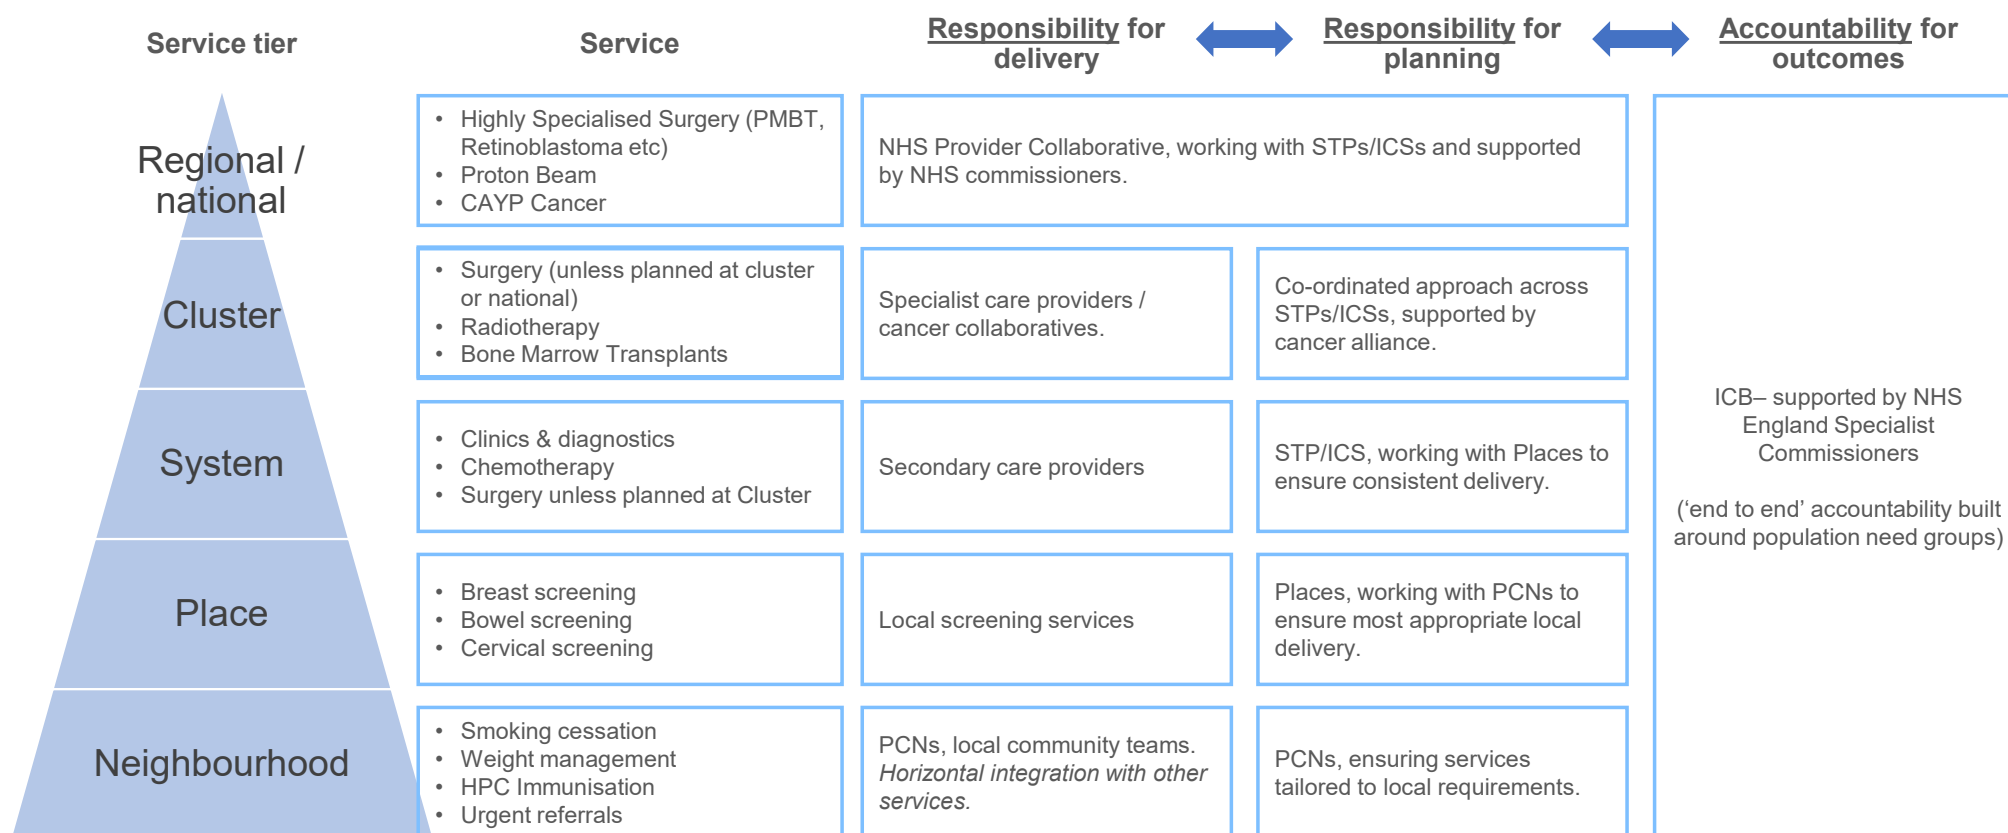 Service tier
Service
Responsibility for
delivery
Responsibility for
planning
Accountability for
outcomes
Regional /
national
• Highly Specialised Surgery (PMBT,
Retinoblastoma etc)
• Proton Beam
• CAYP Cancer
NHS Provider Collaborative, working with STPs/ICSs and supported
by NHS commissioners.
Cluster
• Surgery (unless planned at cluster
or national)
• Radiotherapy
• Bone Marrow Transplants
Specialist care providers /
cancer collaboratives.
Co-ordinated approach across
STPs/ICSs, supported by
cancer alliance.
System
• Clinics & diagnostics
• Chemotherapy
• Surgery unless planned at Cluster
Secondary care providers
STP/ICS, working with Places to
ensure consistent delivery.
Place
• Breast screening
• Bowel screening
• Cervical screening
Local screening services
Places, working with PCNs to
ensure most appropriate local
delivery.
Neighbourhood
• Smoking cessation
• Weight management
• HPC Immunisation
• Urgent referrals
PCNs, local community teams.
Horizontal integration with other
services.
PCNs, ensuring services
tailored to local requirements.
ICB– supported by NHS
England Specialist
Commissioners
(‘end to end’ accountability built
around population need groups)